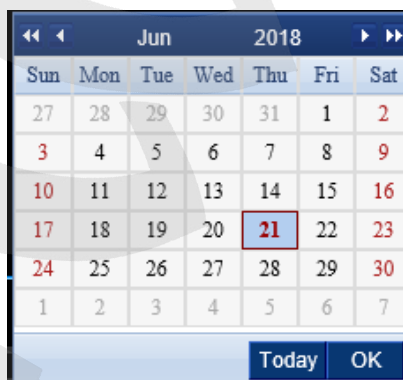 Jun 2018
Sun Mon Tue Wed Thu Fri Sat
27 28 29 30 31 1 2
3 4 5 6 7 8 9
10 11 12 13 14 15 16
17 18 19 20 21 22 23
24 25 26 27 28 29 30
1 2 3 4 5 6 7
Today OK